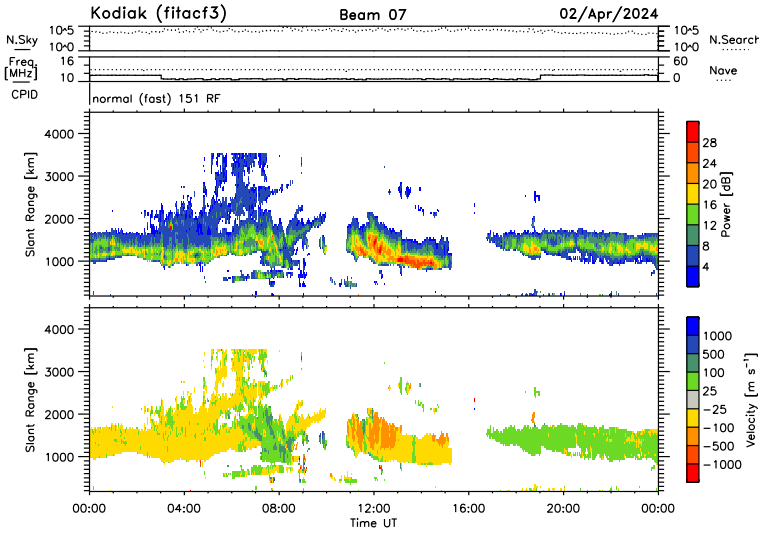 Kodiak (fitacf3) Beam 07 02/Apr/2024
N.Sky 10^5 10^0 10^5 10^0 N.Search
Freq. [MHz] 16 10 60 0 Nave
CPID normal (fast) 151 RF
Slant Range [km] 4000 3000 2000 1000
28 24 20 16 12 8 4 Power [dB]
Slant Range [km] 4000 3000 2000 1000
1000 500 100 25 -25 -100 -500 -1000 Velocity [m s⁻¹]
00:00 04:00 08:00 12:00 16:00 20:00 00:00
Time UT